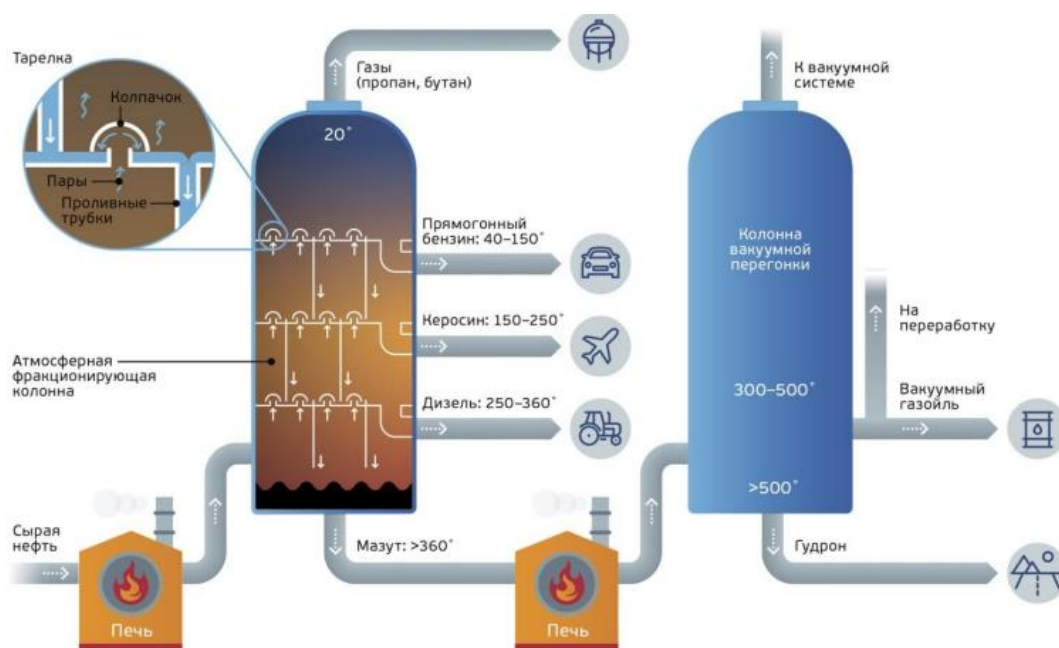 Тарелка
Колпачок
Пары
Проливные
трубки
Газы
(пропан, бутан)
20°
Прямогонный
бензин: 40–150°
Керосин: 150–250°
Атмосферная
фракционирующая
колонна
Дизель: 250–360°
Сырая
нефть
Печь
Мазут: >360°
Печь
К вакуумной
системе
Колонна
вакуумной
перегонки
На
переработку
300–500°
Вакуумный
газойль
>500°
Гудрон